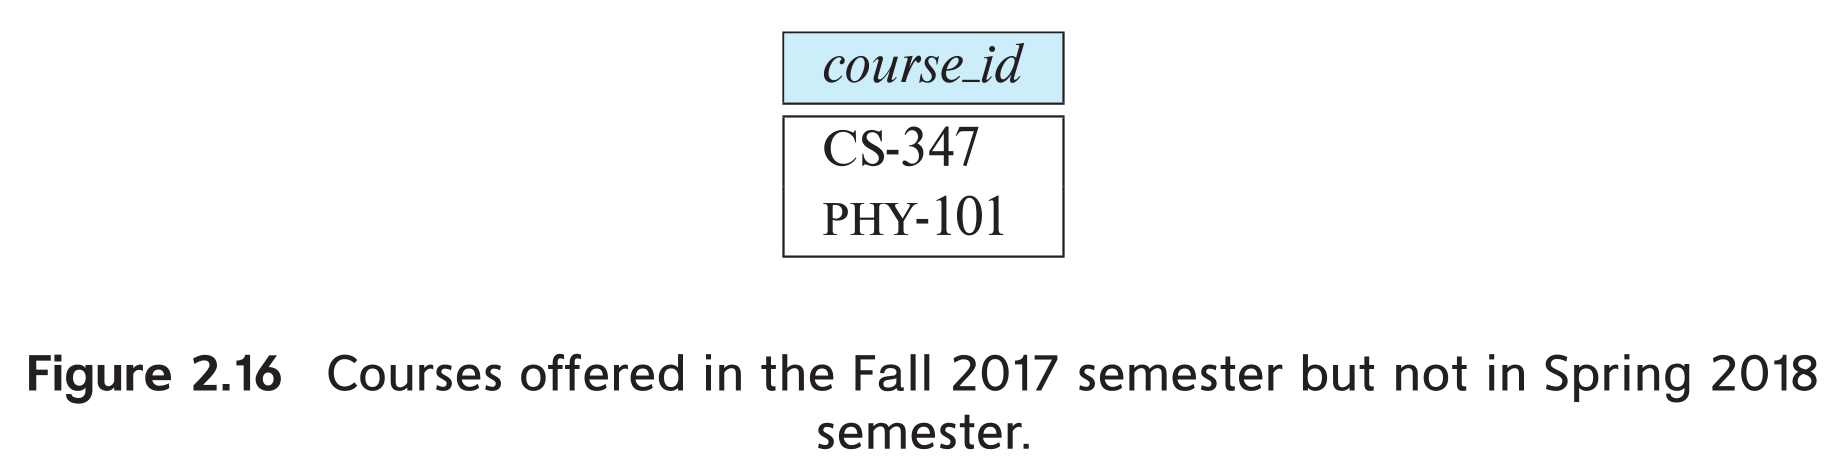 course_id
CS-347
PHY-101
Figure 2.16 Courses offered in the Fall 2017 semester but not in Spring 2018
semester.